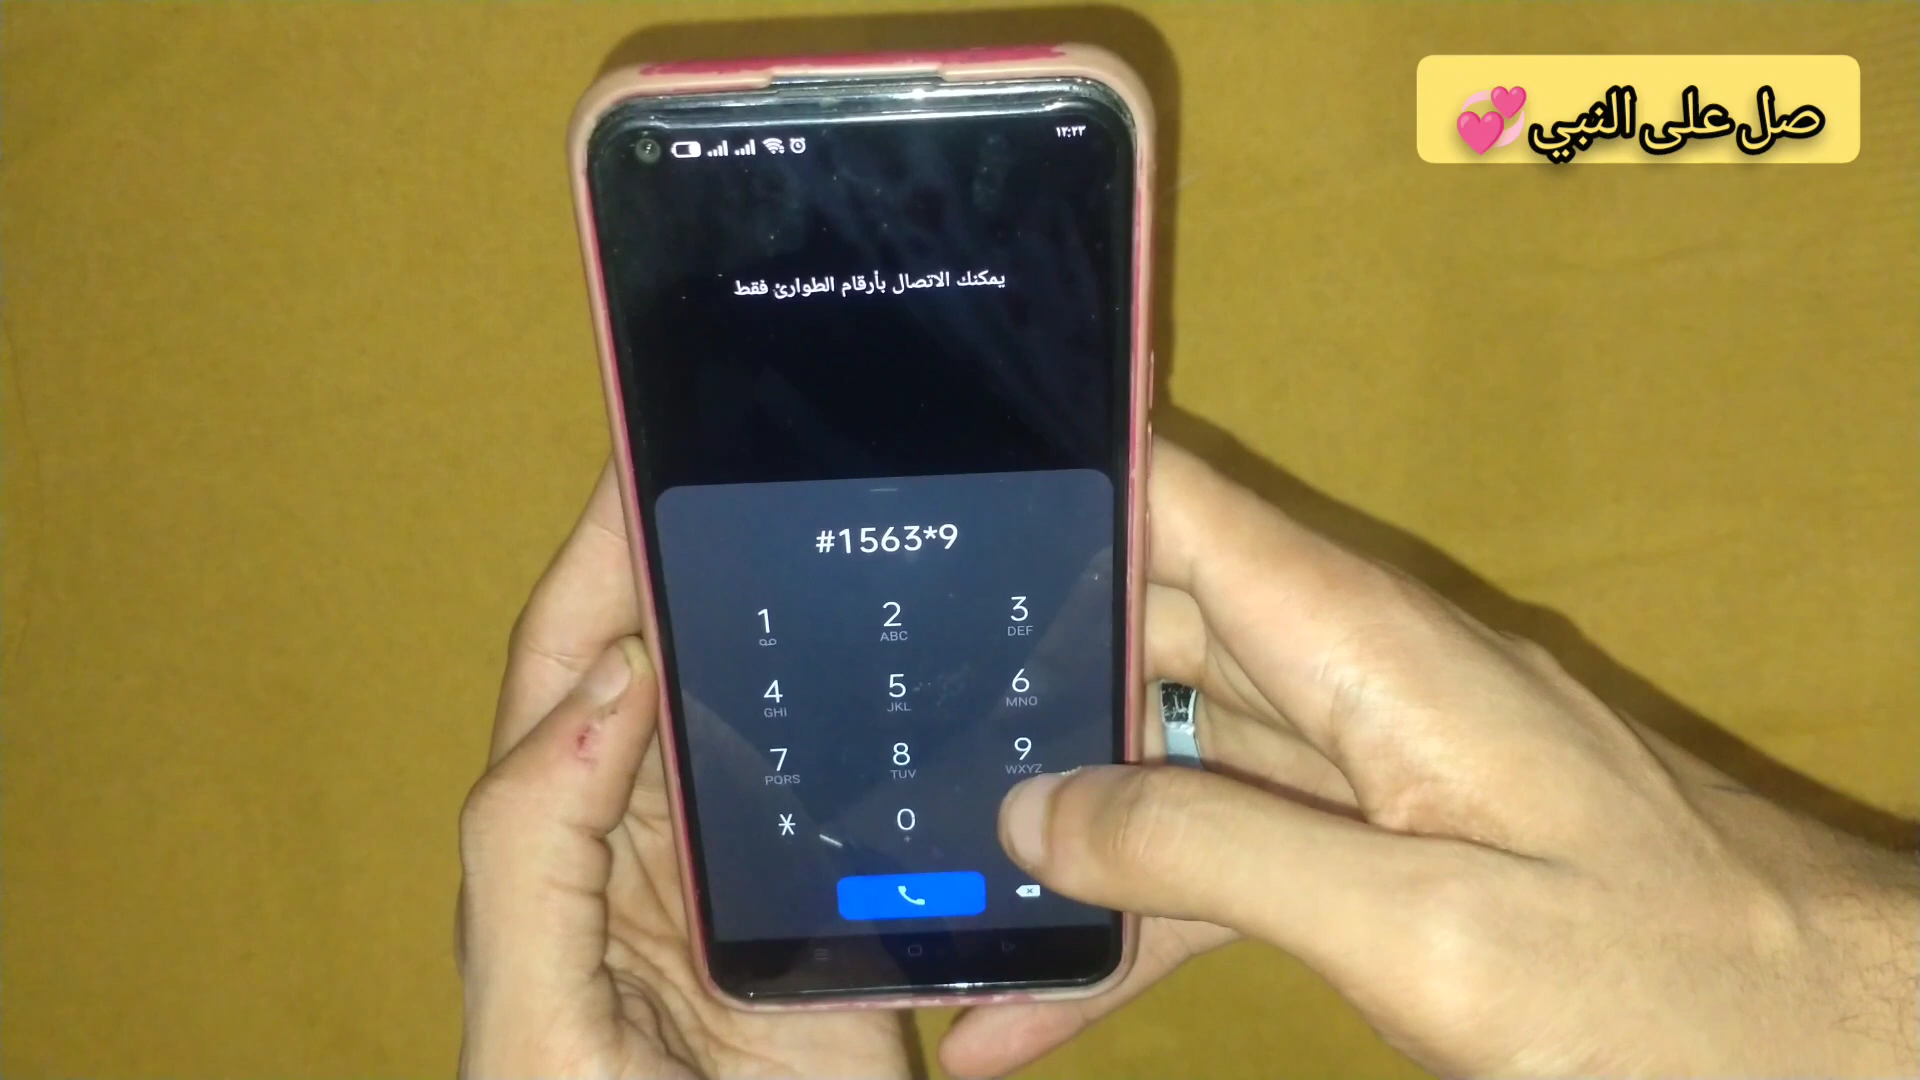 صل على النبي 💞
١٢:٢٣
يمكنك الاتصال بأرقام الطوارئ فقط
#1563*9
1 2 3
ABC DEF
4 5 6
GHI JKL MNO
7 8 9
PQRS TUV WXYZ
* 0
+